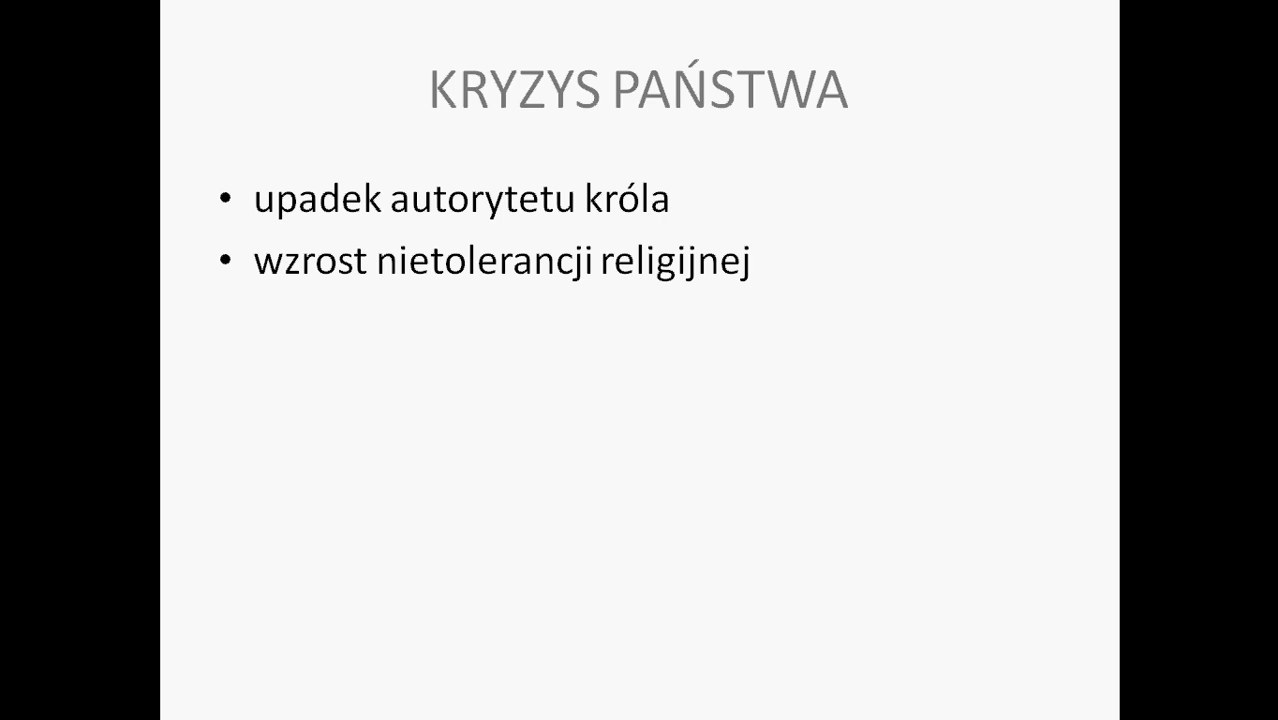 KRYZYS PAŃSTWA
• upadek autorytetu króla
• wzrost nietolerancji religijnej